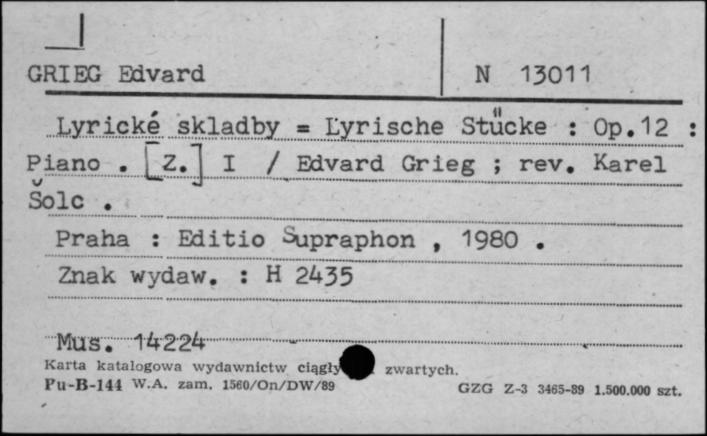 GRIEG Edvard N 13011
Lyrické skladby = Lyrische Stücke : Op.12 :
Piano . [Z.] I / Edvard Grieg ; rev. Karel
Šolc .
Praha : Editio Supraphon , 1980 .
Znak wydaw. : H 2435
Mus. 14224
Karta katalogowa wydawnictw ciągły zwartych.
Pu-B-144 W.A. zam. 1560/On/DW/89 GZG Z-3 3465-89 1.500.000 szt.